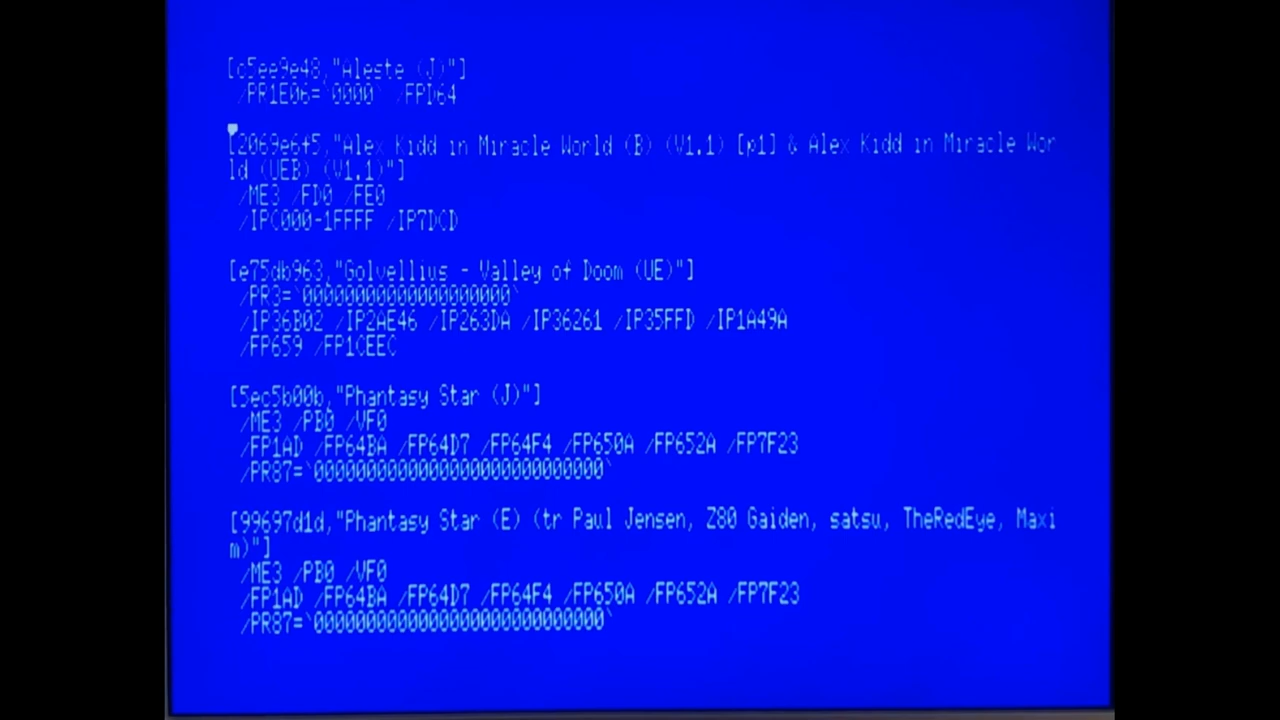 [c5ee9e48,"Aleste (J)"]
/PR1E06=`0000` /FPD64
[2069e6f5,"Alex Kidd in Miracle World (B) (V1.1) [p1] & Alex Kidd in Miracle Wor
ld (UEB) (V1.1)"]
/ME3 /FD0 /FE0
/IPC000-1FFFF /IP7DCD
[e75db963,"Golvellius - Valley of Doom (UE)"]
/PR3=`00000000000000000000`
/IP36B02 /IP2AE46 /IP263DA /IP36261 /IP35FFD /IP1A49A
/FP659 /FP1CEEC
[5ec5b00b,"Phantasy Star (J)"]
/ME3 /PB0 /VF0
/FP1AD /FP64BA /FP64D7 /FP64F4 /FP650A /FP652A /FP7F23
/PR87=`0000000000000000000000000000`
[99697d1d,"Phantasy Star (E) (tr Paul Jensen, Z80 Gaiden, satsu, TheRedEye, Maxi
m)"]
/ME3 /PB0 /VF0
/FP1AD /FP64BA /FP64D7 /FP64F4 /FP650A /FP652A /FP7F23
/PR87=`0000000000000000000000000000`